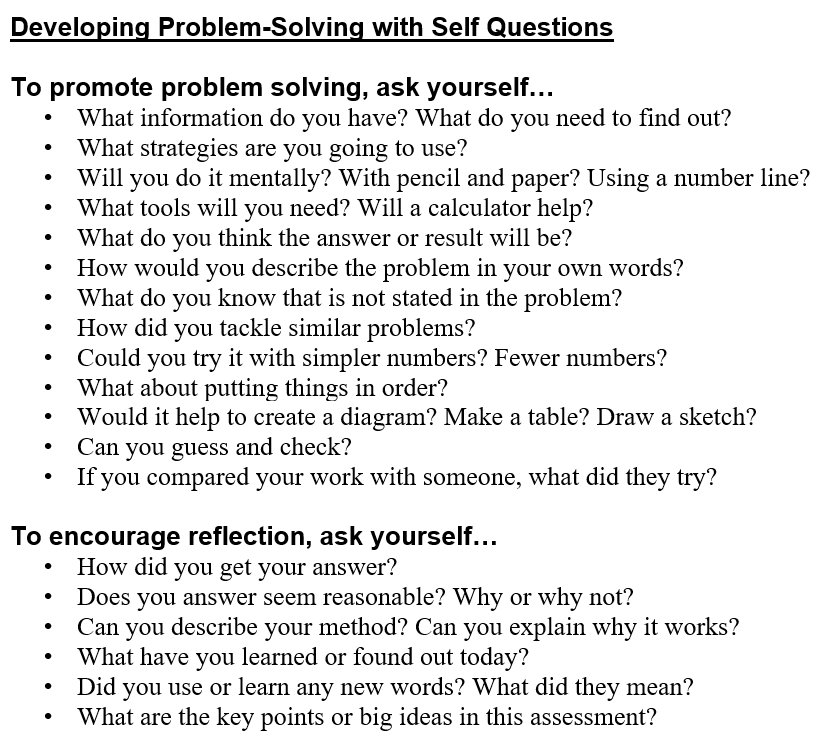 Developing Problem-Solving with Self Questions
To promote problem solving, ask yourself…
• What information do you have? What do you need to find out?
• What strategies are you going to use?
• Will you do it mentally? With pencil and paper? Using a number line?
• What tools will you need? Will a calculator help?
• What do you think the answer or result will be?
• How would you describe the problem in your own words?
• What do you know that is not stated in the problem?
• How did you tackle similar problems?
• Could you try it with simpler numbers? Fewer numbers?
• What about putting things in order?
• Would it help to create a diagram? Make a table? Draw a sketch?
• Can you guess and check?
• If you compared your work with someone, what did they try?
To encourage reflection, ask yourself…
• How did you get your answer?
• Does you answer seem reasonable? Why or why not?
• Can you describe your method? Can you explain why it works?
• What have you learned or found out today?
• Did you use or learn any new words? What did they mean?
• What are the key points or big ideas in this assessment?